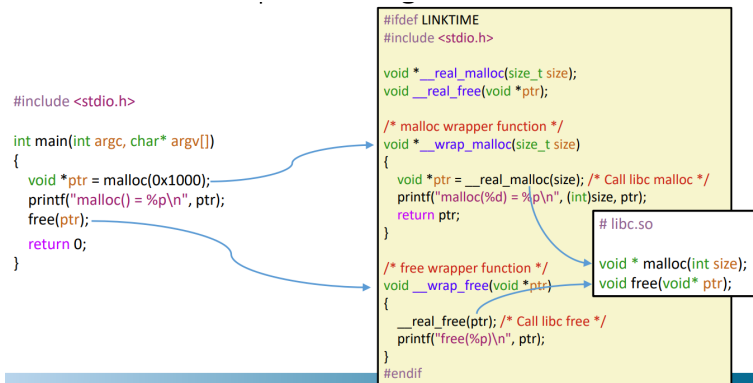 #include <stdio.h>
int main(int argc, char* argv[])
{
void *ptr = malloc(0x1000);
printf("malloc() = %p\n", ptr);
free(ptr);
return 0;
}
#ifdef LINKTIME
#include <stdio.h>
void *__real_malloc(size_t size);
void __real_free(void *ptr);
/* malloc wrapper function */
void *__wrap_malloc(size_t size)
{
void *ptr = __real_malloc(size); /* Call libc malloc */
printf("malloc(%d) = %p\n", (int)size, ptr);
return ptr;
}
/* free wrapper function */
void __wrap_free(void *ptr)
{
__real_free(ptr); /* Call libc free */
printf("free(%p)\n", ptr);
}
#endif
# libc.so
void * malloc(int size);
void free(void* ptr);